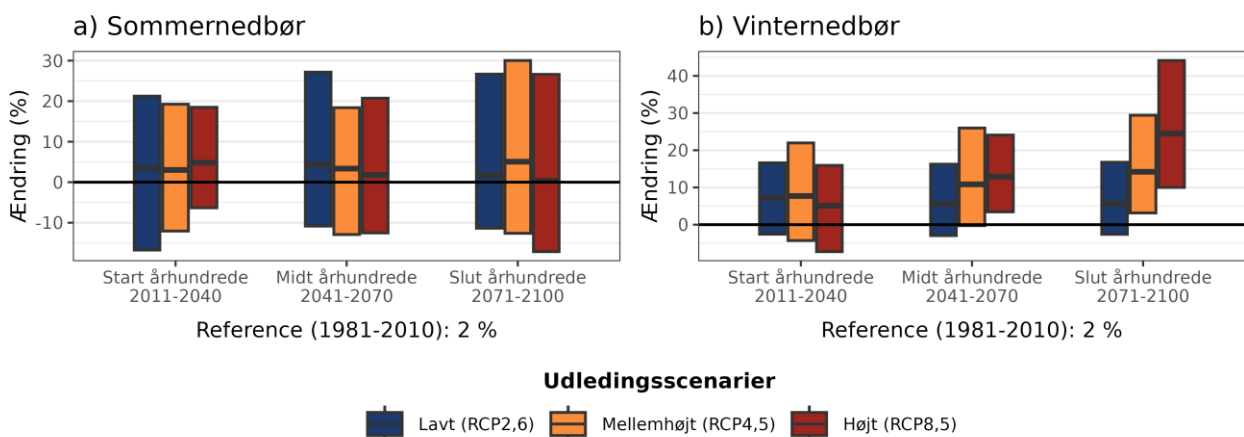 a) Sommernedbør
Ændring (%)
30
20
10
0
-10
Start århundrede
2011-2040
Midt århundrede
2041-2070
Slut århundrede
2071-2100
Reference (1981-2010): 2 %
b) Vinternedbør
Ændring (%)
40
30
20
10
0
Start århundrede
2011-2040
Midt århundrede
2041-2070
Slut århundrede
2071-2100
Reference (1981-2010): 2 %
Udledingsscenarier
Lavt (RCP2,6)
Mellemhøjt (RCP4,5)
Højt (RCP8,5)